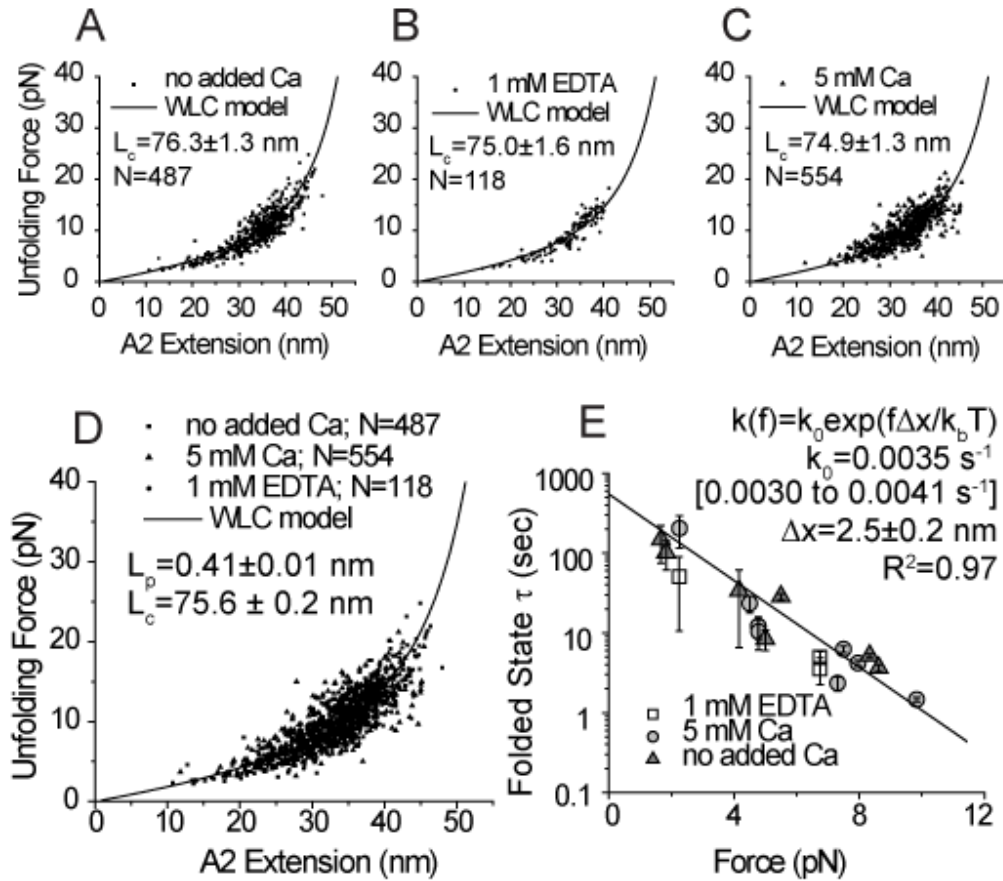 A
no added Ca
WLC model
L_c=76.3±1.3 nm
N=487
Unfolding Force (pN)
40
30
20
10
0
0 10 20 30 40 50
A2 Extension (nm)
B
1 mM EDTA
WLC model
L_c=75.0±1.6 nm
N=118
40
30
20
10
0
0 10 20 30 40 50
A2 Extension (nm)
C
5 mM Ca
WLC model
L_c=74.9±1.3 nm
N=554
40
30
20
10
0
0 10 20 30 40 50
A2 Extension (nm)
D
no added Ca; N=487
5 mM Ca; N=554
1 mM EDTA; N=118
WLC model
L_p=0.41±0.01 nm
L_c=75.6 ± 0.2 nm
Unfolding Force (pN)
40
30
20
10
0
0 10 20 30 40 50
A2 Extension (nm)
E
k(f)=k_0exp(fΔx/k_bT)
k_0=0.0035 s⁻¹
[0.0030 to 0.0041 s⁻¹]
Δx=2.5±0.2 nm
R²=0.97
Folded State τ (sec)
1000
100
10
1
0.1
1 mM EDTA
5 mM Ca
no added Ca
0 4 8 12
Force (pN)